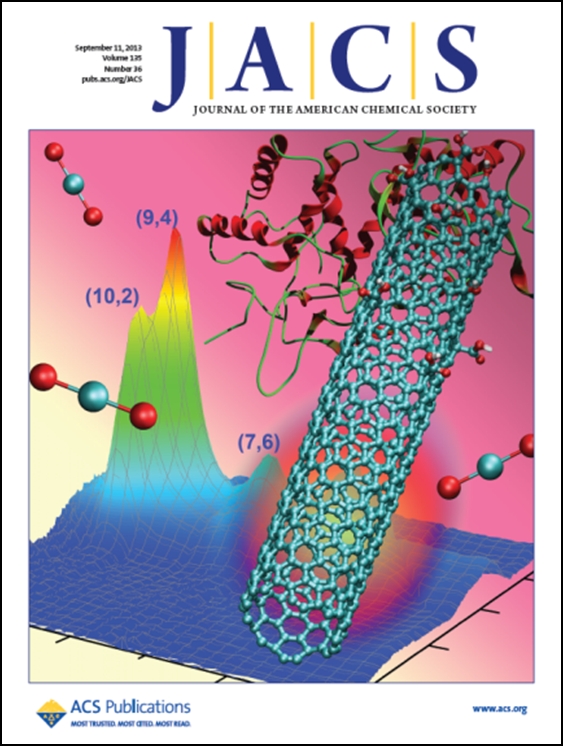 September 11, 2013
Volume 135
Number 36
pubs.acs.org/JACS
J|A|C|S
JOURNAL OF THE AMERICAN CHEMICAL SOCIETY
(9,4)
(10,2)
(7,6)
ACS Publications
MOST TRUSTED. MOST CITED. MOST READ.
www.acs.org